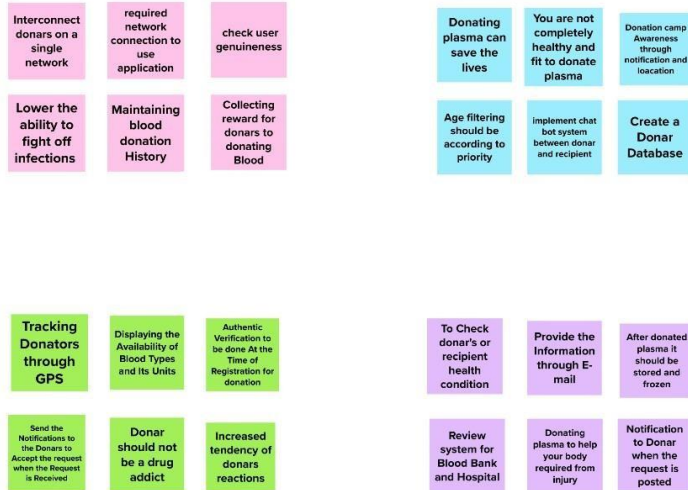 Interconnect
donars on a
single
network
required
network
connection to
use
application
check user
genuineness
Lower the
ability to
fight off
infections
Maintaining
blood
donation
History
Collecting
reward for
donars to
donating
Blood
Donating
plasma can
save the
lives
You are not
completely
healthy and
fit to donate
plasma
Donation camp
Awareness
through
notification and
loacation
Age filtering
should be
according to
priority
implement chat
bot system
between donar
and recipient
Create a
Donar
Database
Tracking
Donators
through
GPS
Displaying the
Availability of
Blood Types
and Its Units
Authentic
Verification to
be done At the
Time of
Registration for
donation
Send the
Notifications to
the Donars to
Accept the request
when the Request
is Received
Donar
should not
be a drug
addict
Increased
tendency of
donars
reactions
To Check
donar's or
recipient
health
condition
Provide the
Information
through E-
mail
After donated
plasma it
should be
stored and
frozen
Review
system for
Blood Bank
and Hospital
Donating
plasma to help
your body
required from
injury
Notification
to Donar
when the
request is
posted